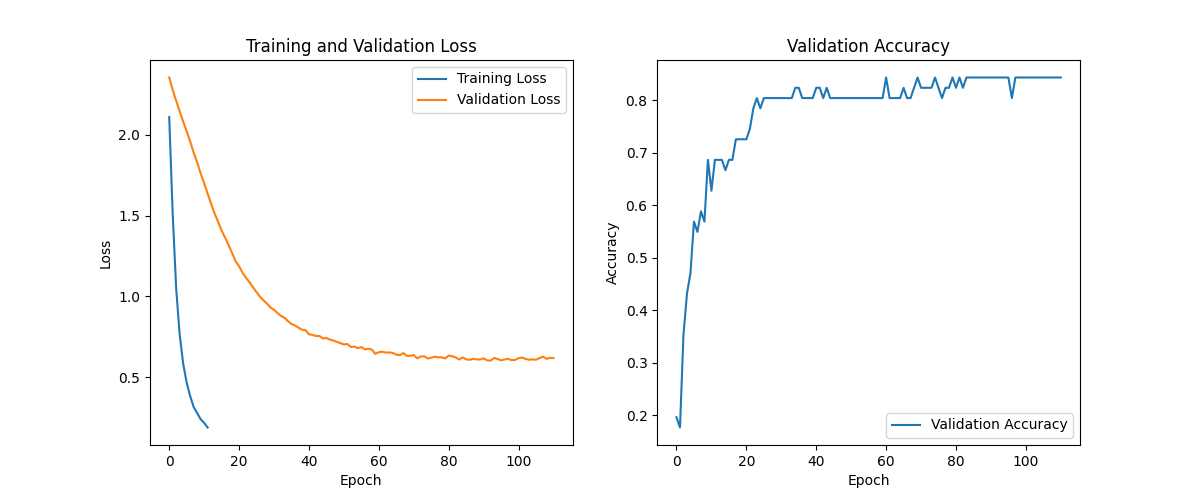 Training and Validation Loss
Training Loss
Validation Loss
2.0
1.5
1.0
0.5
Loss
0 20 40 60 80 100
Epoch
Validation Accuracy
0.8
0.7
0.6
0.5
0.4
0.3
0.2
Accuracy
Validation Accuracy
0 20 40 60 80 100
Epoch